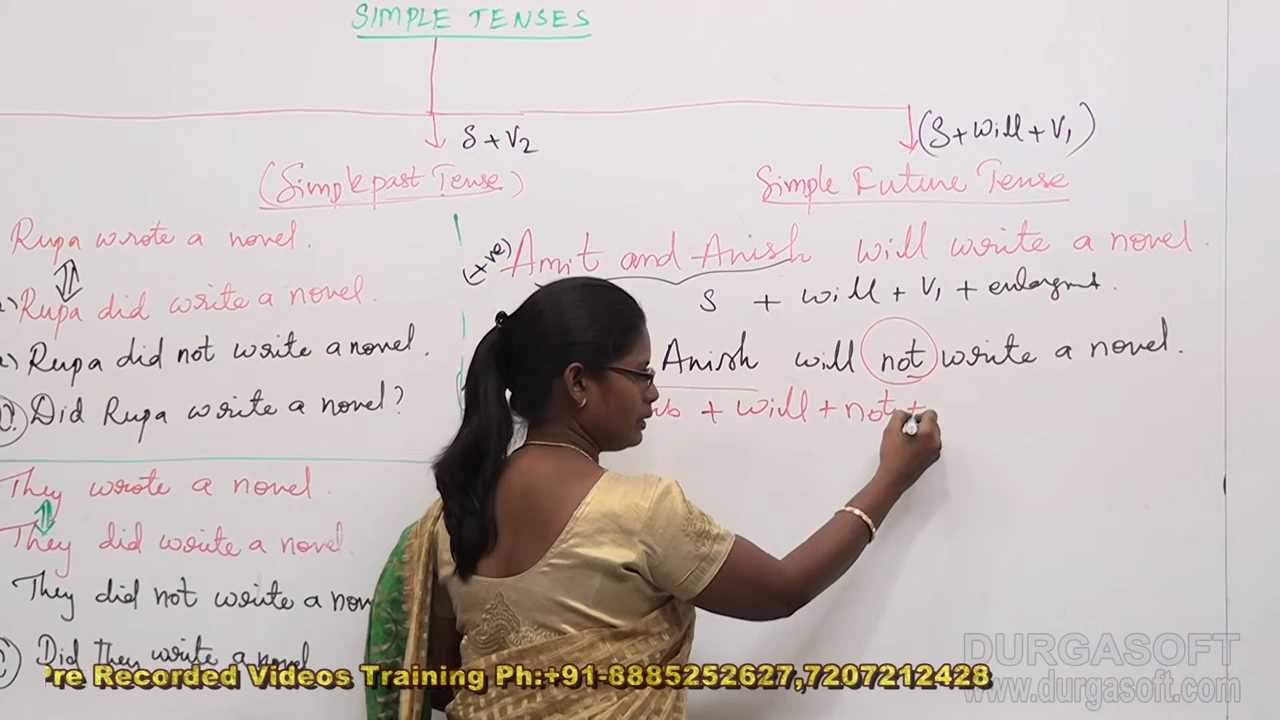 SIMPLE TENSES
S + V2
(Simple past Tense)
Rupa wrote a novel.
Rupa did write a novel.
Rupa did not write a novel.
Did Rupa write a novel?
They wrote a novel.
They did write a novel.
They did not write a nov
Did They write a novel
(S + will + V1)
Simple Future Tense
(+ve) Amit and Anish will write a novel.
S + will + V1 +
Anish will not write a novel.
+ will + not +
Pre Recorded Videos Training Ph:+91-8885252627,7207212428
DURGASOFT
www.durgasoft.com